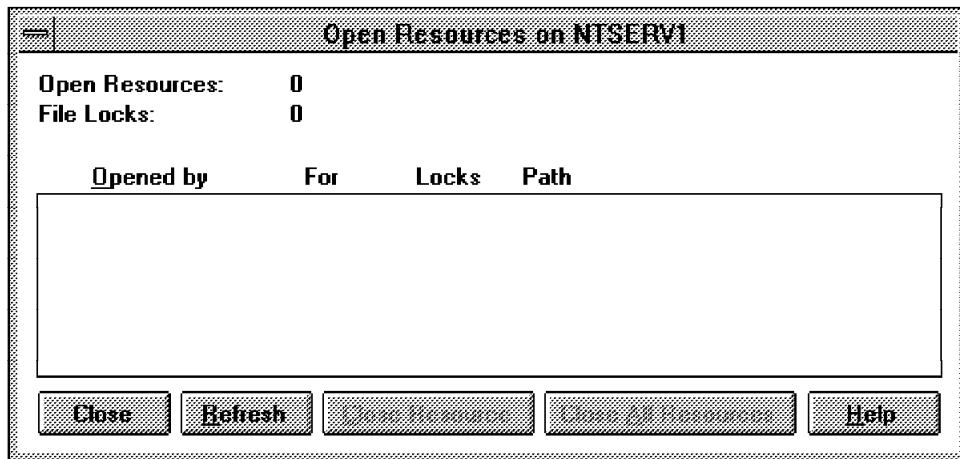 Open Resources on NTSERV1
Open Resources: 0
File Locks: 0
Opened by For Locks Path
Close Refresh Close Resource Close All Resources Help